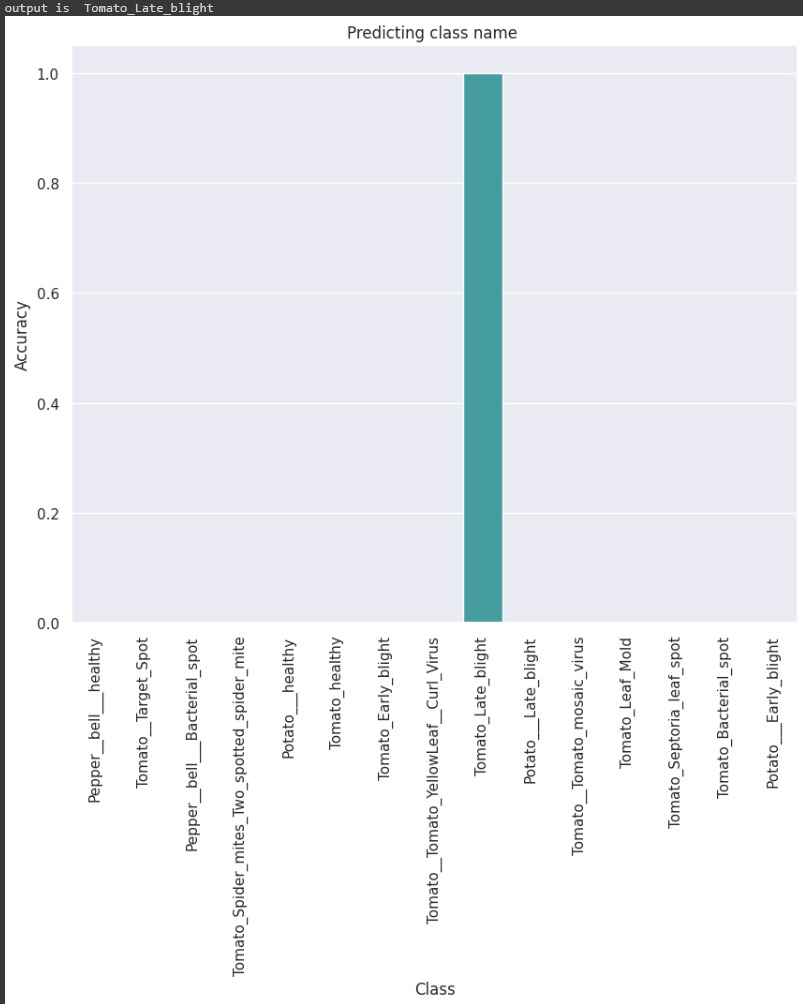 output is  Tomato_Late_blight
Predicting class name
1.0
0.8
0.6
0.4
0.2
0.0
Accuracy
Pepper__bell___healthy
Tomato__Target_Spot
Pepper__bell___Bacterial_spot
Tomato_Spider_mites_Two_spotted_spider_mite
Potato___healthy
Tomato_healthy
Tomato_Early_blight
Tomato__Tomato_YellowLeaf__Curl_Virus
Tomato_Late_blight
Potato___Late_blight
Tomato__Tomato_mosaic_virus
Tomato_Leaf_Mold
Tomato_Septoria_leaf_spot
Tomato_Bacterial_spot
Potato___Early_blight
Class